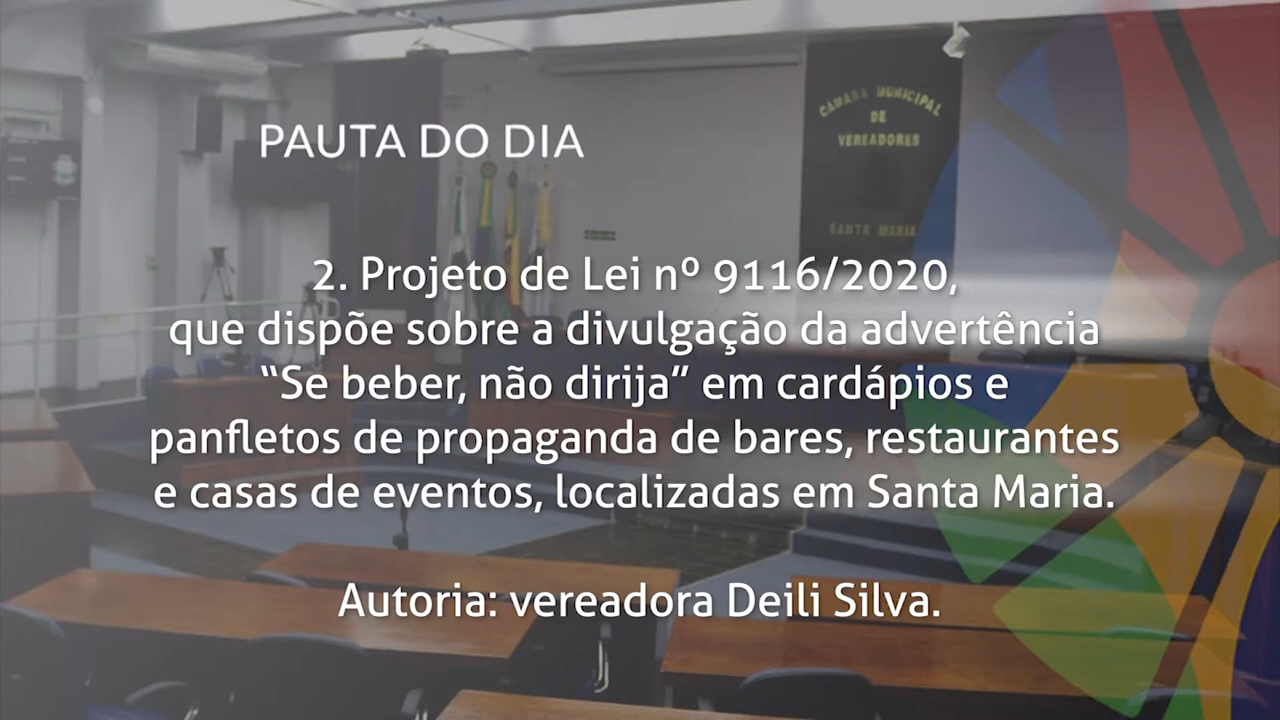 PAUTA DO DIA
CÂMARA MUNICIPAL
DE
VEREADORES
SANTA MARIA
2. Projeto de Lei nº 9116/2020,
que dispõe sobre a divulgação da advertência
“Se beber, não dirija” em cardápios e
panfletos de propaganda de bares, restaurantes
e casas de eventos, localizadas em Santa Maria.
Autoria: vereadora Deili Silva.